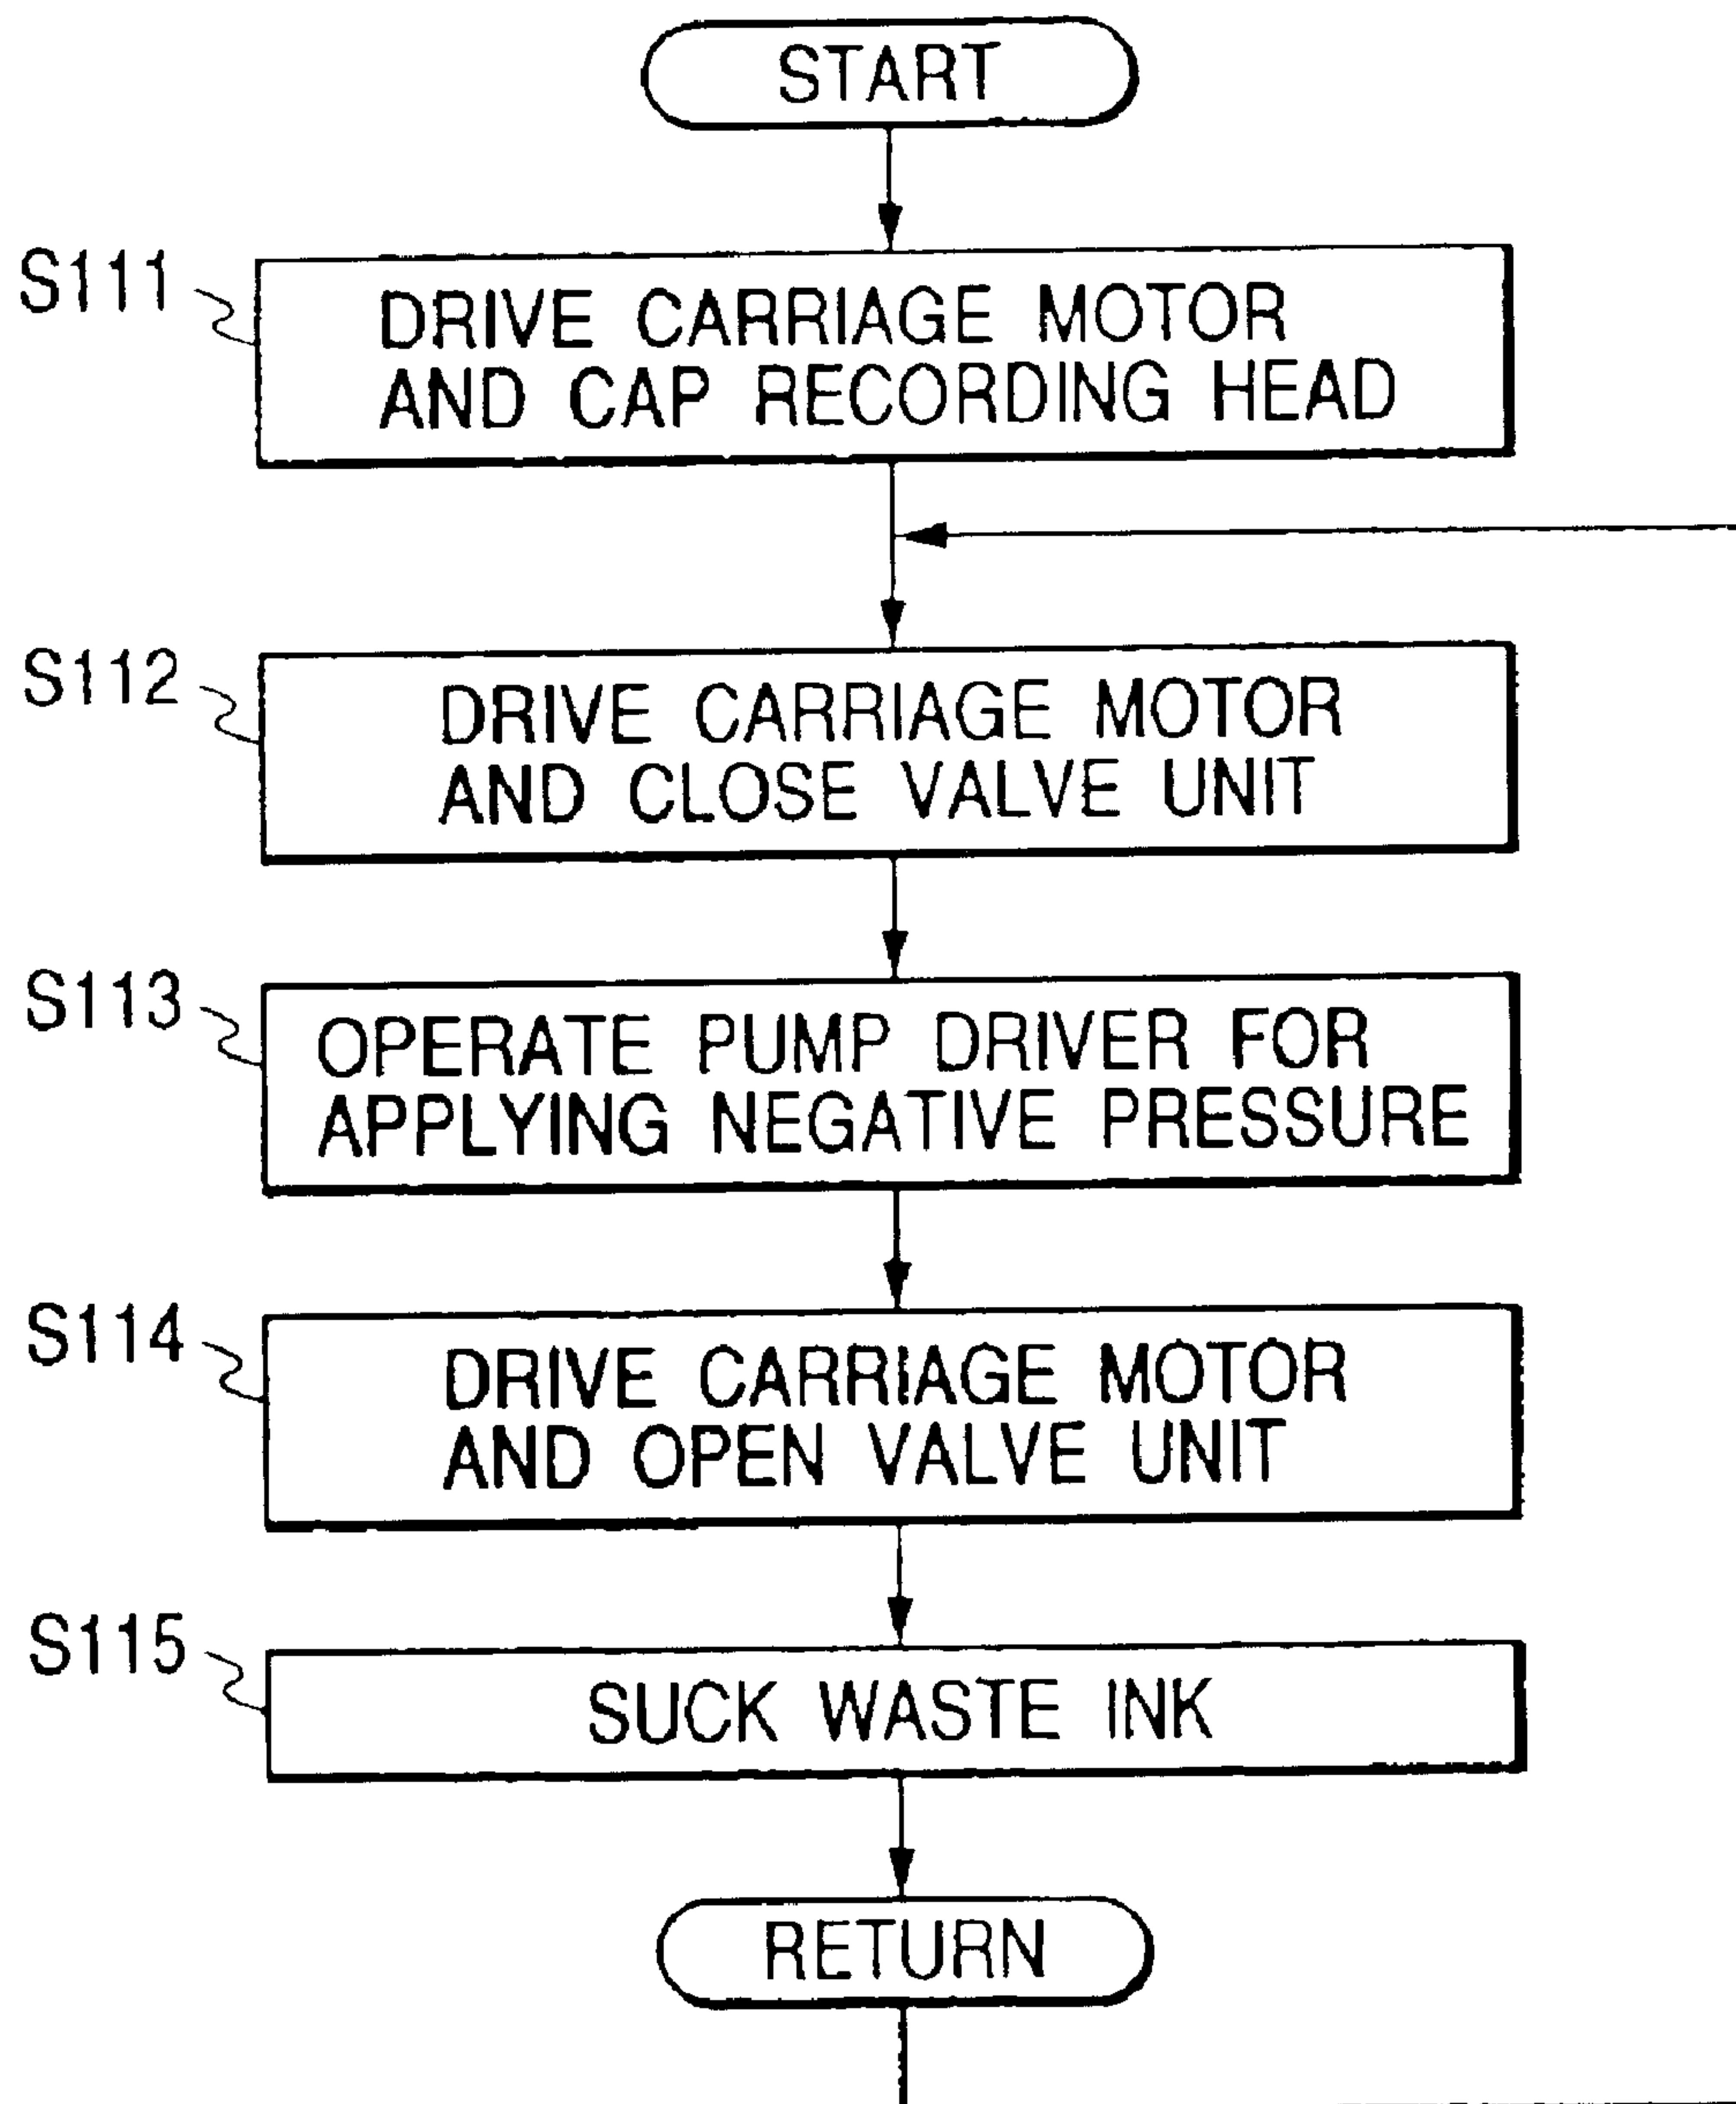 START
S111
DRIVE CARRIAGE MOTOR
AND CAP RECORDING HEAD
S112
DRIVE CARRIAGE MOTOR
AND CLOSE VALVE UNIT
S113
OPERATE PUMP DRIVER FOR
APPLYING NEGATIVE PRESSURE
S114
DRIVE CARRIAGE MOTOR
AND OPEN VALVE UNIT
S115
SUCK WASTE INK
RETURN